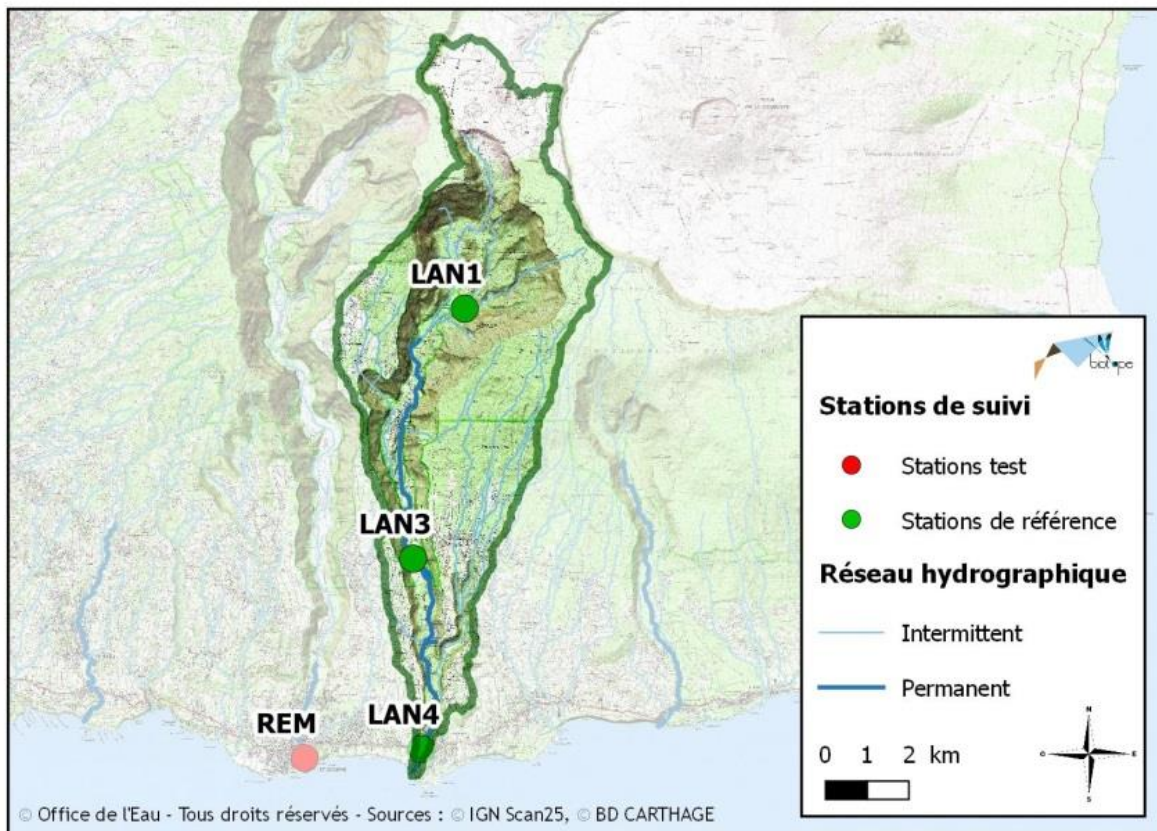 LAN1
LAN3
LAN4
REM
biotope
Stations de suivi
Stations test
Stations de référence
Réseau hydrographique
Intermittent
Permanent
0 1 2 km
N
O
E
S
© Office de l'Eau - Tous droits réservés - Sources : © IGN Scan25, © BD CARTHAGE